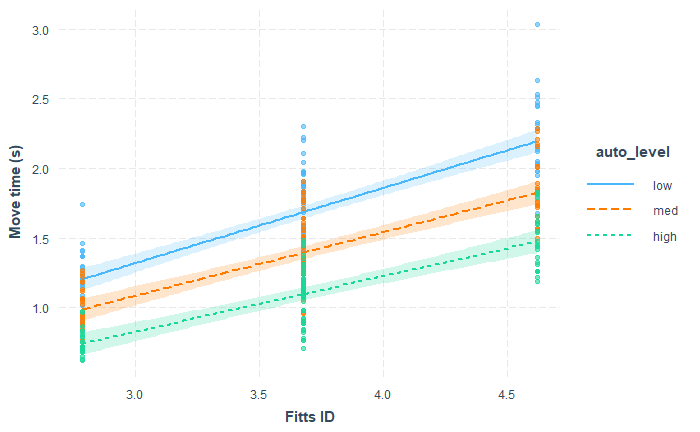 3.0
2.5
2.0
1.5
1.0
Move time (s)
3.0 3.5 4.0 4.5
Fitts ID
auto_level
low
med
high